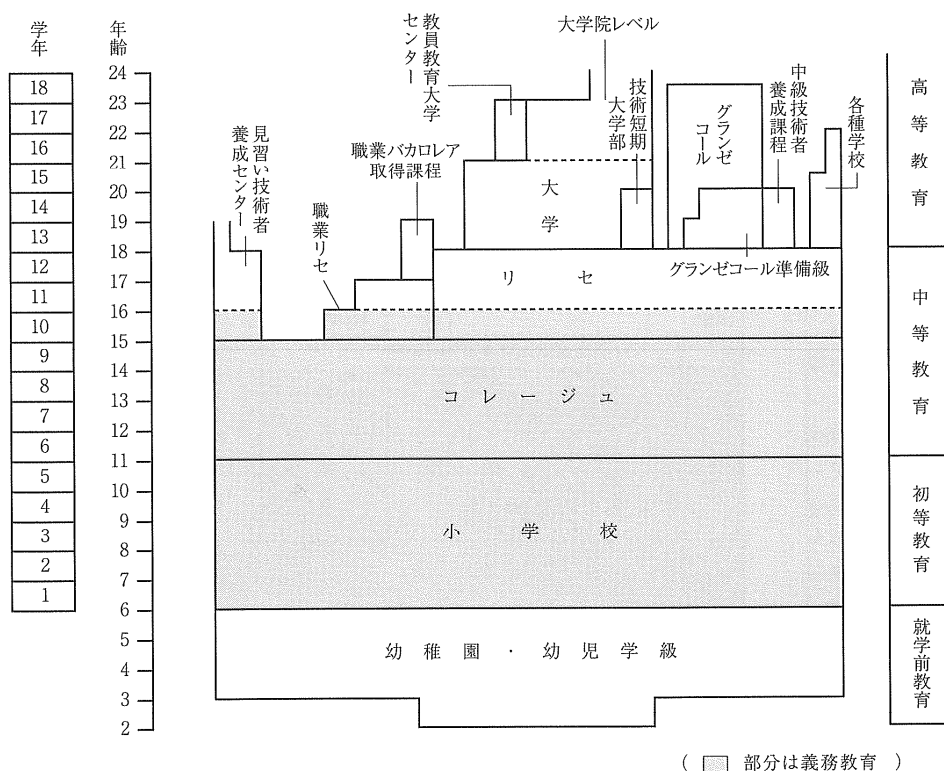 学年
年齢
18
17
16
15
14
13
12
11
10
9
8
7
6
5
4
3
2
1
24
23
22
21
20
19
18
17
16
15
14
13
12
11
10
9
8
7
6
5
4
3
2
見習い技術者
養成センター
職業リセ
職業バカロレア
取得課程
教員教育大学
センター
大学院レベル
大学
技術短期
大学部
グランゼ
コール
中級技術者
養成課程
各種学校
グランゼコール準備級
リセ
コレージュ
小学校
幼稚園・幼児学級
高等教育
中等教育
初等教育
就学前教育
( 部分は義務教育 )